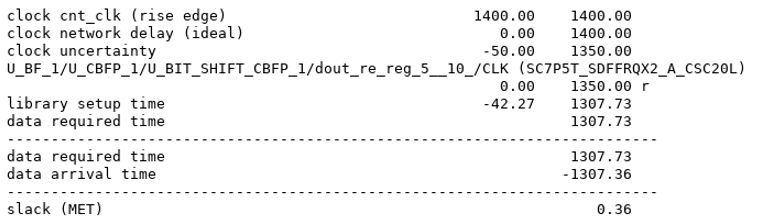 clock cnt_clk (rise edge) 1400.00 1400.00
clock network delay (ideal) 0.00 1400.00
clock uncertainty -50.00 1350.00
U_BF_1/U_CBFP_1/U_BIT_SHIFT_CBFP_1/dout_re_reg_5__10_/CLK (SC7P5T_SDFFRQX2_A_CSC20L)
0.00 1350.00 r
library setup time -42.27 1307.73
data required time 1307.73
--------------------------------------------------------------------------
data required time 1307.73
data arrival time -1307.36
--------------------------------------------------------------------------
slack (MET) 0.36